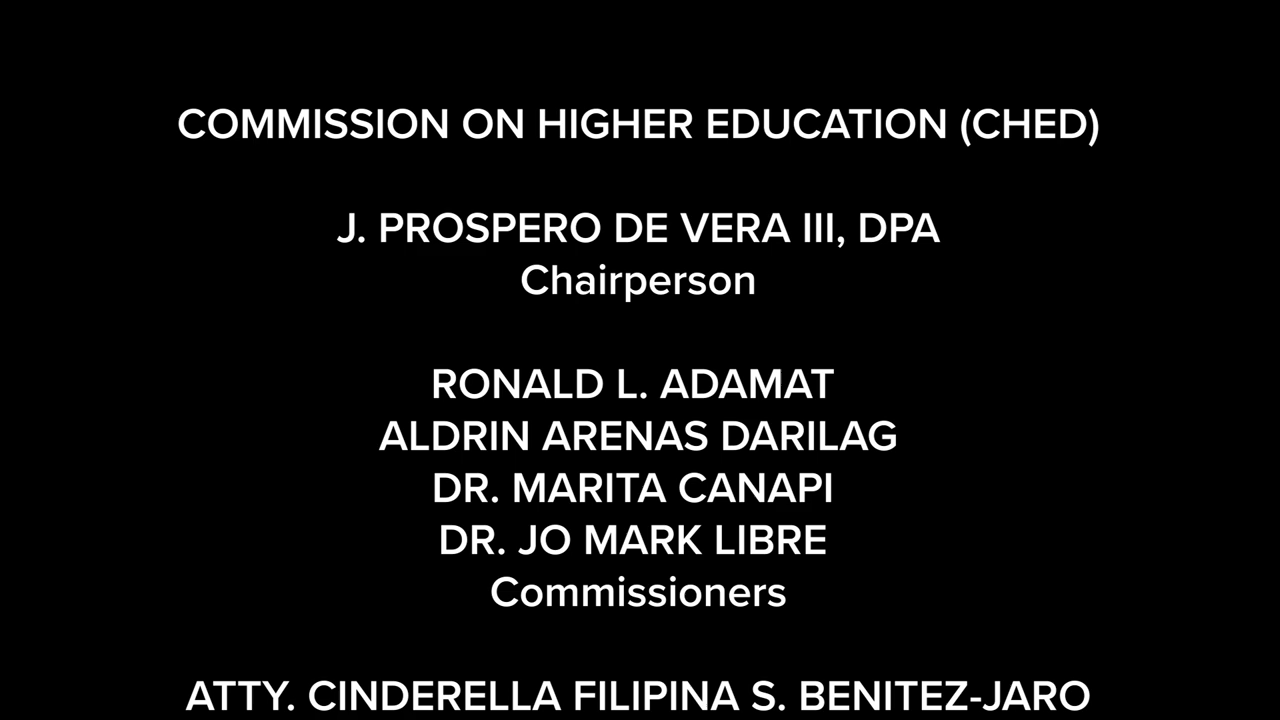 COMMISSION ON HIGHER EDUCATION (CHED)
J. PROSPERO DE VERA III, DPA
Chairperson
RONALD L. ADAMAT
ALDRIN ARENAS DARILAG
DR. MARITA CANAPI
DR. JO MARK LIBRE
Commissioners
ATTY. CINDERELLA FILIPINA S. BENITEZ-JARO